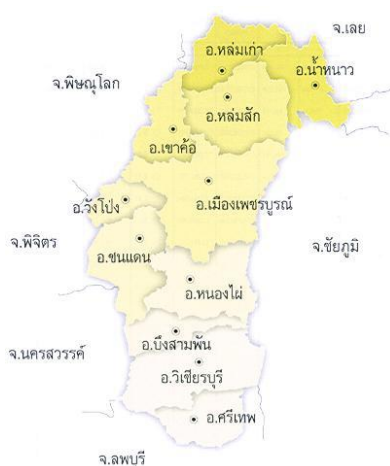 จ.เลย
อ.หล่มเก่า
อ.น้ำหนาว
จ.พิษณุโลก
อ.หล่มสัก
อ.เขาค้อ
อ.วังโป่ง
อ.เมืองเพชรบูรณ์
จ.พิจิตร
จ.ชัยภูมิ
อ.ชนแดน
อ.หนองไผ่
อ.บึงสามพัน
จ.นครสวรรค์
อ.วิเชียรบุรี
อ.ศรีเทพ
จ.ลพบุรี